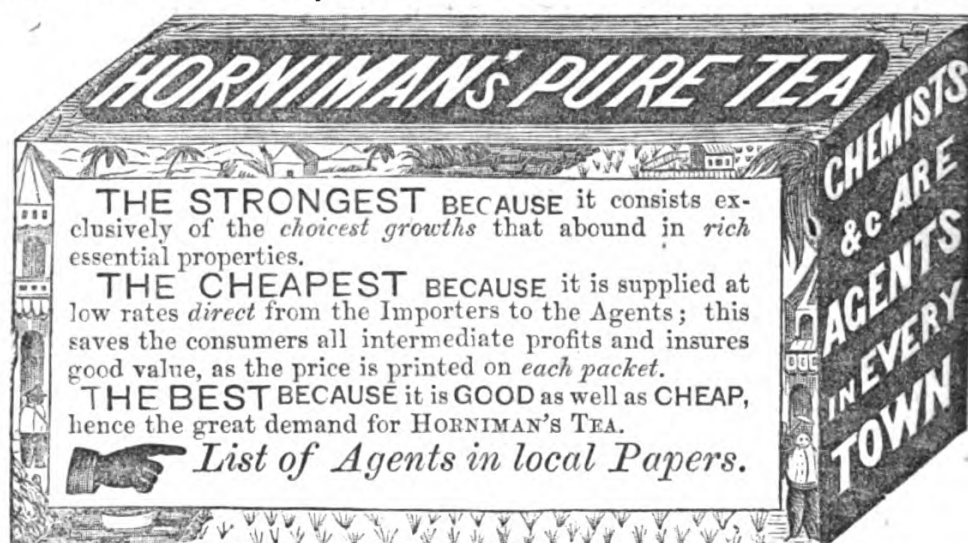 HORNIMAN'S PURE TEA
THE STRONGEST BECAUSE it consists ex-
clusively of the choicest growths that abound in rich
essential properties.
THE CHEAPEST BECAUSE it is supplied at
low rates direct from the Importers to the Agents; this
saves the consumers all intermediate profits and insures
good value, as the price is printed on each packet.
THE BEST BECAUSE it is GOOD as well as CHEAP,
hence the great demand for HORNIMAN'S TEA.
List of Agents in local Papers.
CHEMISTS
&c ARE
AGENTS
IN EVERY
TOWN